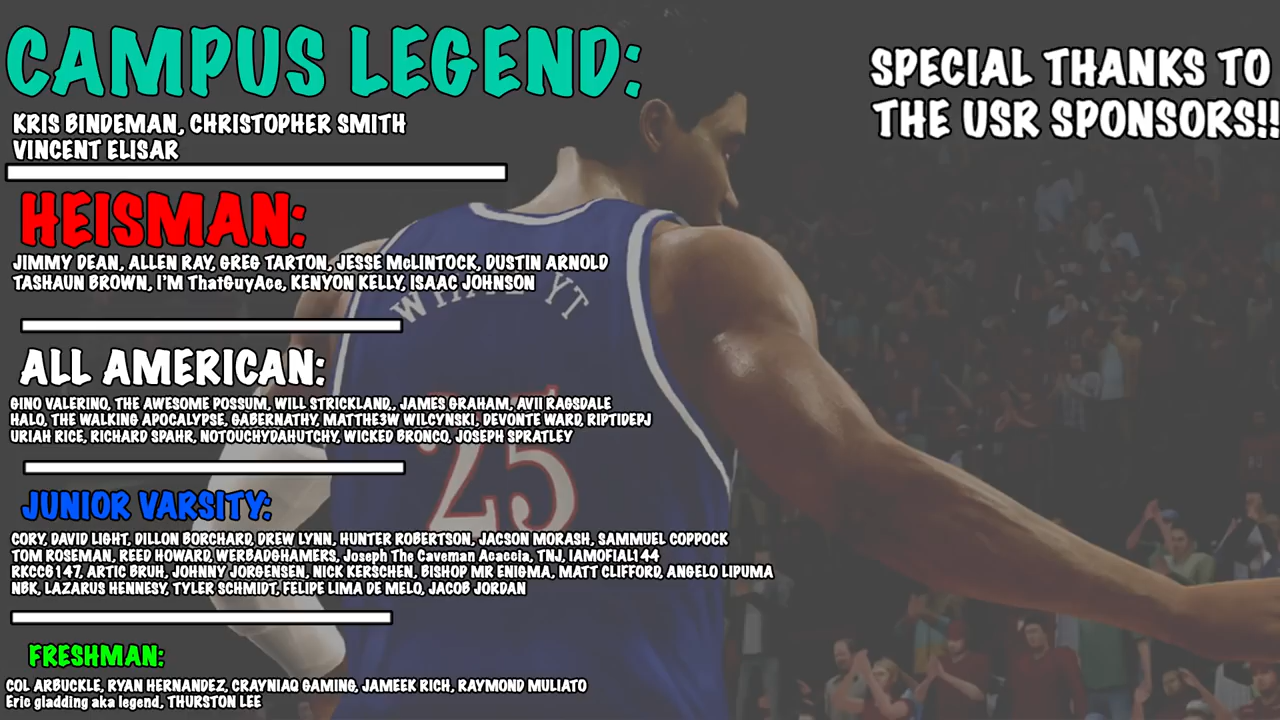 CAMPUS LEGEND:
KRIS BINDEMAN, CHRISTOPHER SMITH
VINCENT ELISAR
SPECIAL THANKS TO
THE USR SPONSORS!!
HEISMAN:
JIMMY DEAN, ALLEN RAY, GREG TARTON, JESSE McLINTOCK, DUSTIN ARNOLD
TASHAUN BROWN, I'M ThatGuyAce, KENYON KELLY, ISAAC JOHNSON
YT
25
ALL AMERICAN:
GINO VALERINO, THE AWESOME POSSUM, WILL STRICKLAND,, JAMES GRAHAM, AVII RAGSDALE
HALO, THE WALKING APOCALYPSE, GABERNATHY, MATTHE3W WILCYNSKI, DEVONTE WARD, RIPTIDEPJ
URIAH RICE, RICHARD SPAHR, NOTOUCHYDAHUTCHY, WICKED BRONCO, JOSEPH SPRATLEY
JUNIOR VARSITY:
CORY, DAVID LIGHT, DILLON BORCHARD, DREW LYNN, HUNTER ROBERTSON, JACSON MORASH, SAMMUEL COPPOCK
TOM ROSEMAN, REED HOWARD, WERBADGHAMERS, Joseph The Caveman Acaccia, TNJ, IAMOFIAL144
RKCC6147, ARTIC BRUH, JOHNNY JORGENSEN, NICK KERSCHEN, BISHOP MR ENIGMA, MATT CLIFFORD, ANGELO LIPUMA
NBK, LAZARUS HENNESY, TYLER SCHMIDT, FELIPE LIMA DE MELO, JACOB JORDAN
FRESHMAN:
COL ARBUCKLE, RYAN HERNANDEZ, CRAYNIAQ GAMING, JAMEEK RICH, RAYMOND MULIATO
Eric gladding aka legend, THURSTON LEE